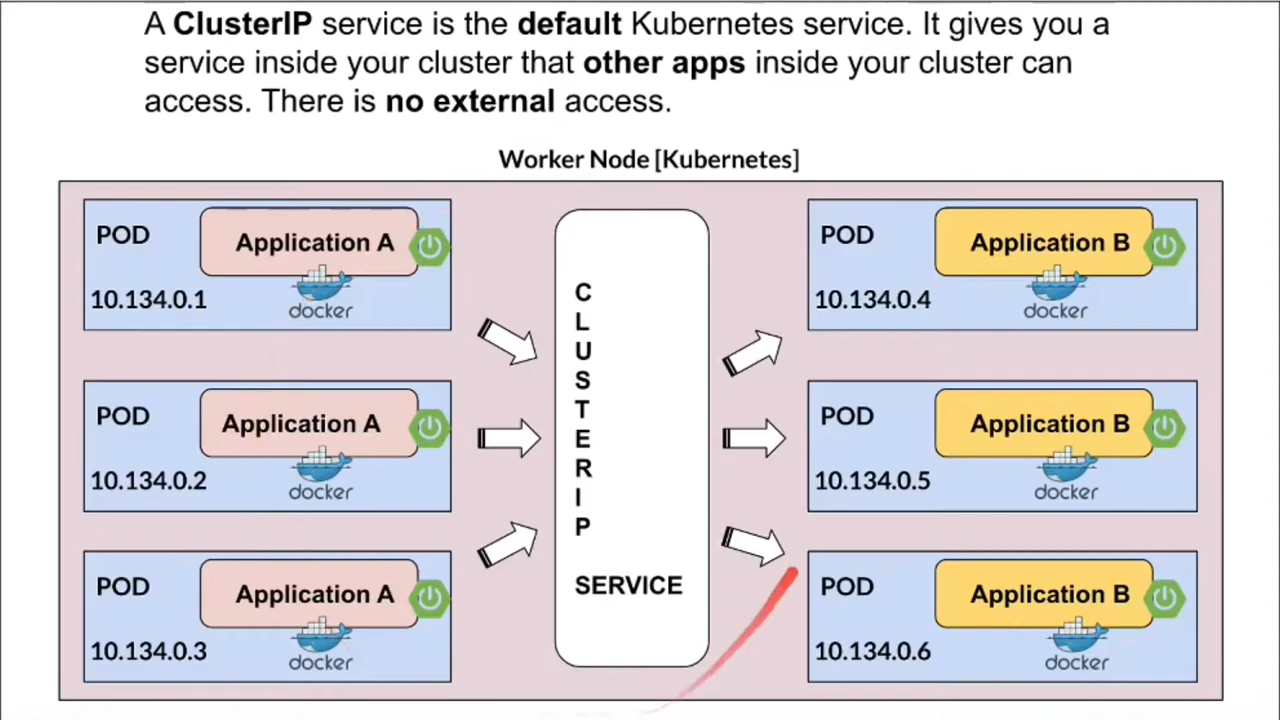 A ClusterIP service is the default Kubernetes service. It gives you a
service inside your cluster that other apps inside your cluster can
access. There is no external access.
Worker Node [Kubernetes]
POD
Application A
10.134.0.1
docker
POD
Application A
10.134.0.2
docker
POD
Application A
10.134.0.3
docker
CLUSTERIP
SERVICE
POD
Application B
10.134.0.4
docker
POD
Application B
10.134.0.5
docker
POD
Application B
10.134.0.6
docker